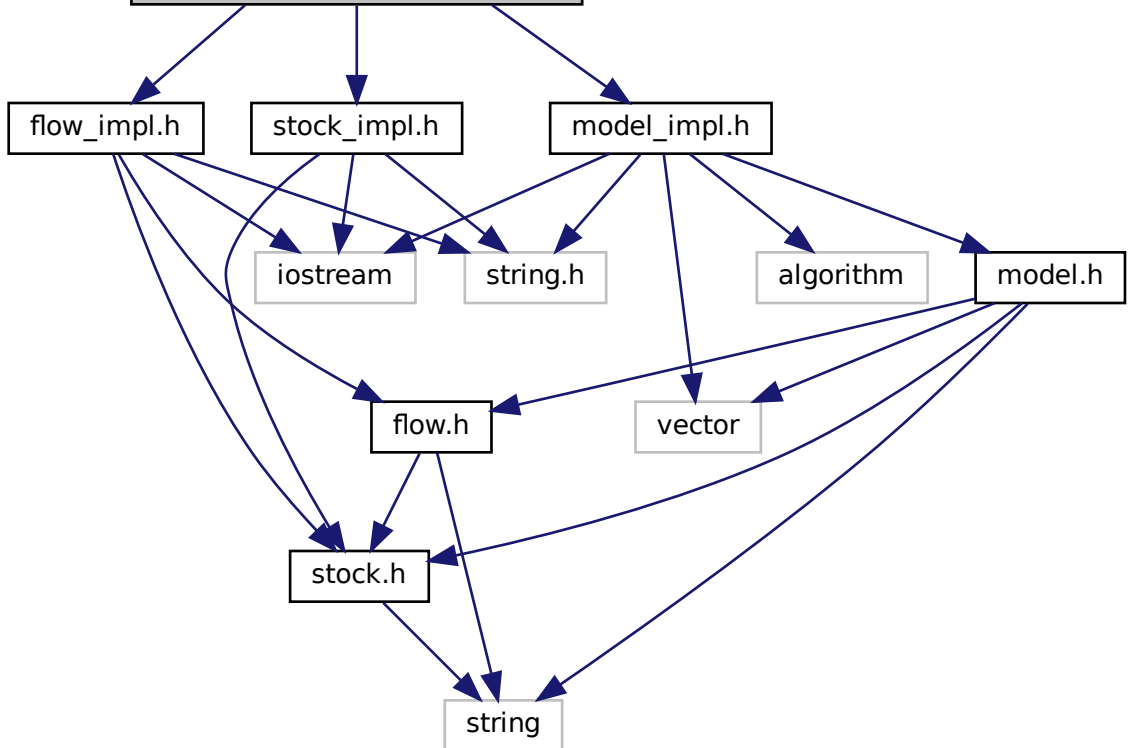 flow_impl.h
stock_impl.h
model_impl.h
iostream
string.h
algorithm
model.h
flow.h
vector
stock.h
string